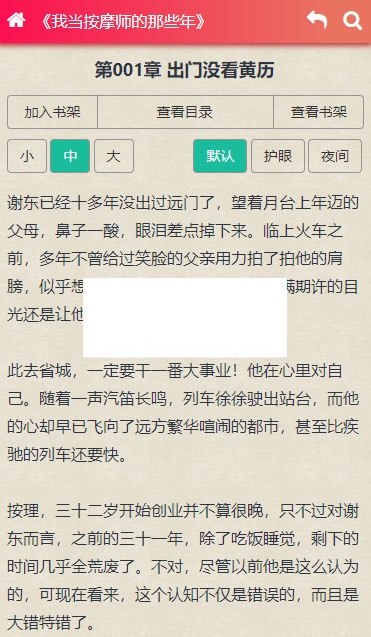 《我当按摩师的那些年》
第001章 出门没看黄历
加入书架 查看目录 查看书架
小 中 大 默认 护眼 夜间
谢东已经十多年没出过远门了，望着月台上年迈的
父母，鼻子一酸，眼泪差点掉下来。临上火车之
前，多年不曾给过笑脸的父亲用力拍了拍他的肩
膀，似乎想 满期许的目
光还是让他
此去省城，一定要干一番大事业！他在心里对自
己。随着一声汽笛长鸣，列车徐徐驶出站台，而他
的心却早已飞向了远方繁华喧闹的都市，甚至比疾
驰的列车还要快。
按理，三十二岁开始创业并不算很晚，只不过对谢
东而言，之前的三十一年，除了吃饭睡觉，剩下的
时间几乎全荒废了。不对，尽管以前他是这么认为
的，可现在看来，这个认知不仅是错误的，而且是
大错特错了。